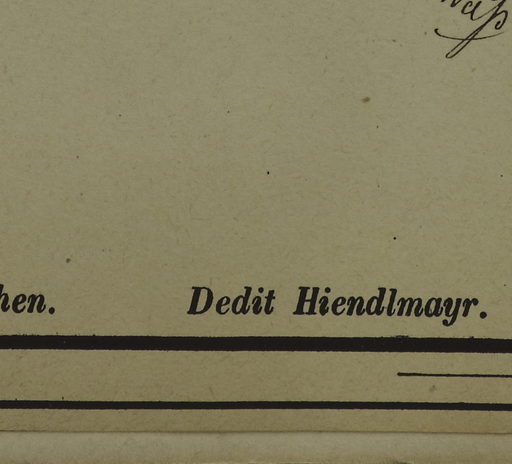 hen. Dedit Hiendlmayr.